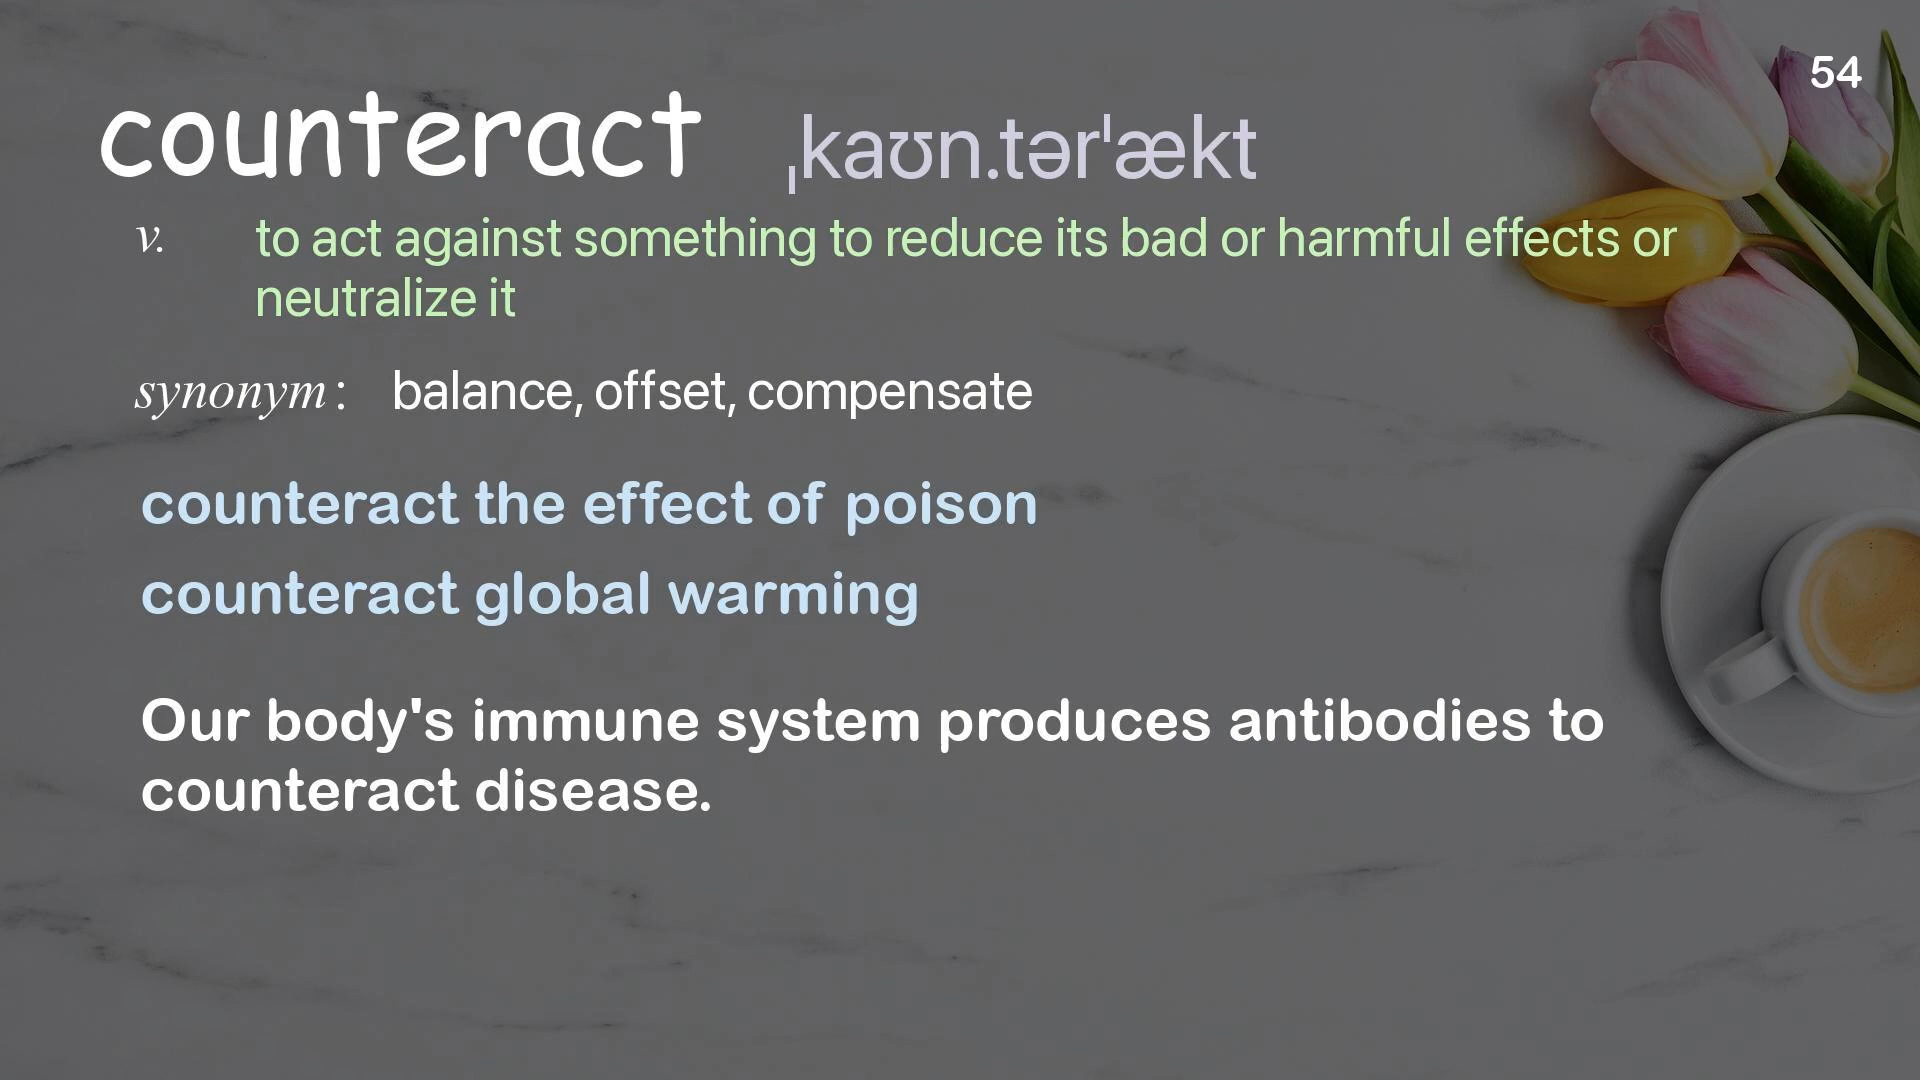 54
counteract ˌkaʊn.tərˈækt
v. to act against something to reduce its bad or harmful effects or
neutralize it
synonym : balance, offset, compensate
counteract the effect of poison
counteract global warming
Our body's immune system produces antibodies to
counteract disease.